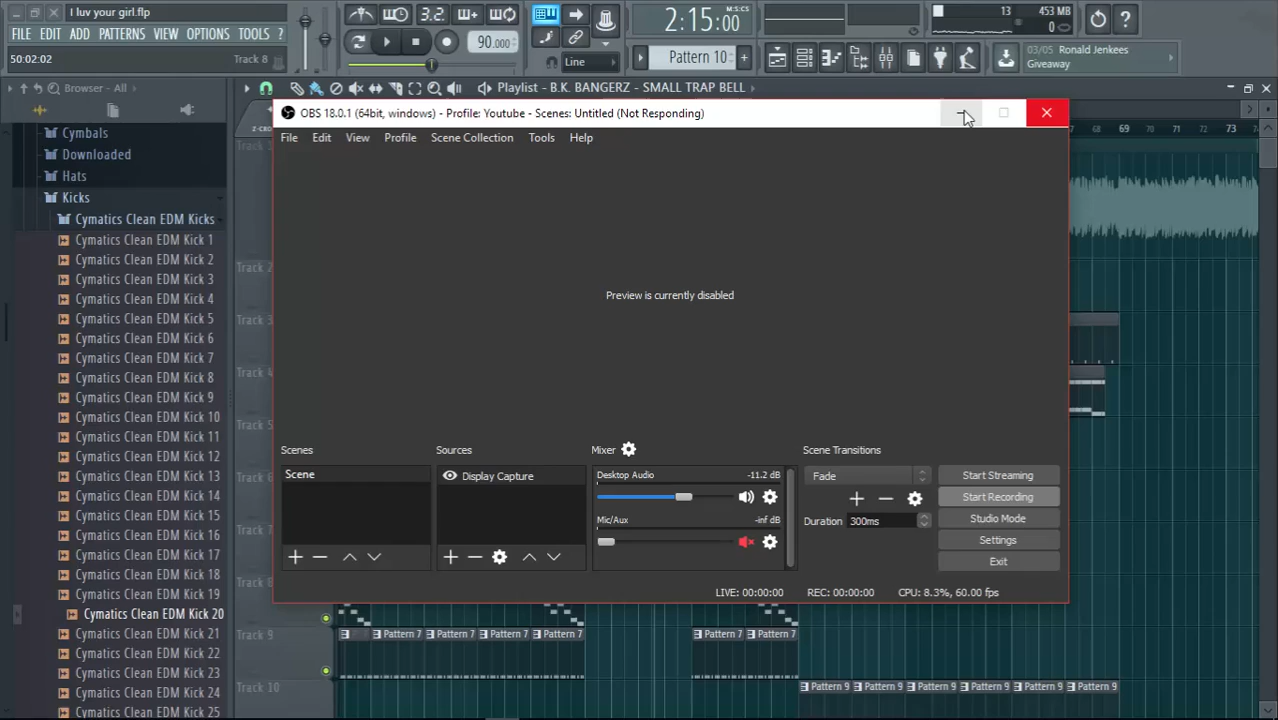 I luv your girl.flp
FILE EDIT ADD PATTERNS VIEW OPTIONS TOOLS ?
50:02:02 Track 8
3.2.
90.000
Line
2:15:00
M:S:CS
Pattern 10
13 453 MB
0
03/05 Ronald Jenkees
Giveaway
Browser - All
Playlist - B.K. BANGERZ - SMALL TRAP BELL
OBS 18.0.1 (64bit, windows) - Profile: Youtube - Scenes: Untitled (Not Responding)
File Edit View Profile Scene Collection Tools Help
68 69 71 72 73
Cymbals
Downloaded
Hats
Kicks
Cymatics Clean EDM Kicks
Cymatics Clean EDM Kick 1
Cymatics Clean EDM Kick 2
Cymatics Clean EDM Kick 3
Cymatics Clean EDM Kick 4
Cymatics Clean EDM Kick 5
Cymatics Clean EDM Kick 6
Cymatics Clean EDM Kick 7
Cymatics Clean EDM Kick 8
Cymatics Clean EDM Kick 9
Cymatics Clean EDM Kick 10
Cymatics Clean EDM Kick 11
Cymatics Clean EDM Kick 12
Cymatics Clean EDM Kick 13
Cymatics Clean EDM Kick 14
Cymatics Clean EDM Kick 15
Cymatics Clean EDM Kick 16
Cymatics Clean EDM Kick 17
Cymatics Clean EDM Kick 18
Cymatics Clean EDM Kick 19
Cymatics Clean EDM Kick 20
Cymatics Clean EDM Kick 21
Cymatics Clean EDM Kick 22
Cymatics Clean EDM Kick 23
Cymatics Clean EDM Kick 24
Cymatics Clean EDM Kick 25
Track 2
Track 9
Track 10
Preview is currently disabled
Scenes Sources Mixer Scene Transitions
Scene
Display Capture
Desktop Audio -11.2 dB
Mic/Aux -inf dB
Fade
Duration 300ms
Start Streaming
Start Recording
Studio Mode
Settings
Exit
LIVE: 00:00:00 REC: 00:00:00 CPU: 8.3%, 60.00 fps
Pattern 7 Pattern 7 Pattern 7 Pattern 7 Pattern 7 Pattern 7
Pattern 9 Pattern 9 Pattern 9 Pattern 9 Pattern 9 Pattern 9